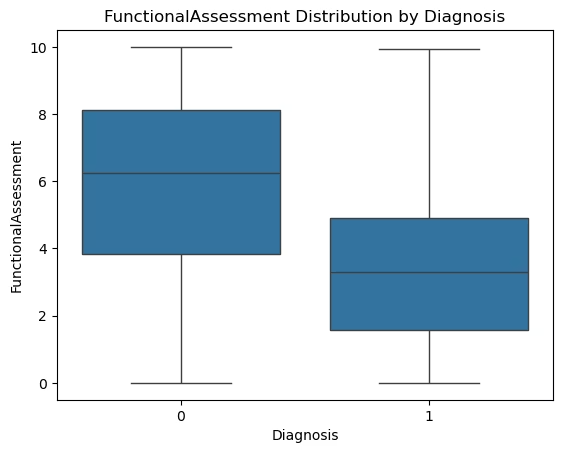 FunctionalAssessment Distribution by Diagnosis
FunctionalAssessment
10
8
6
4
2
0
0 1
Diagnosis